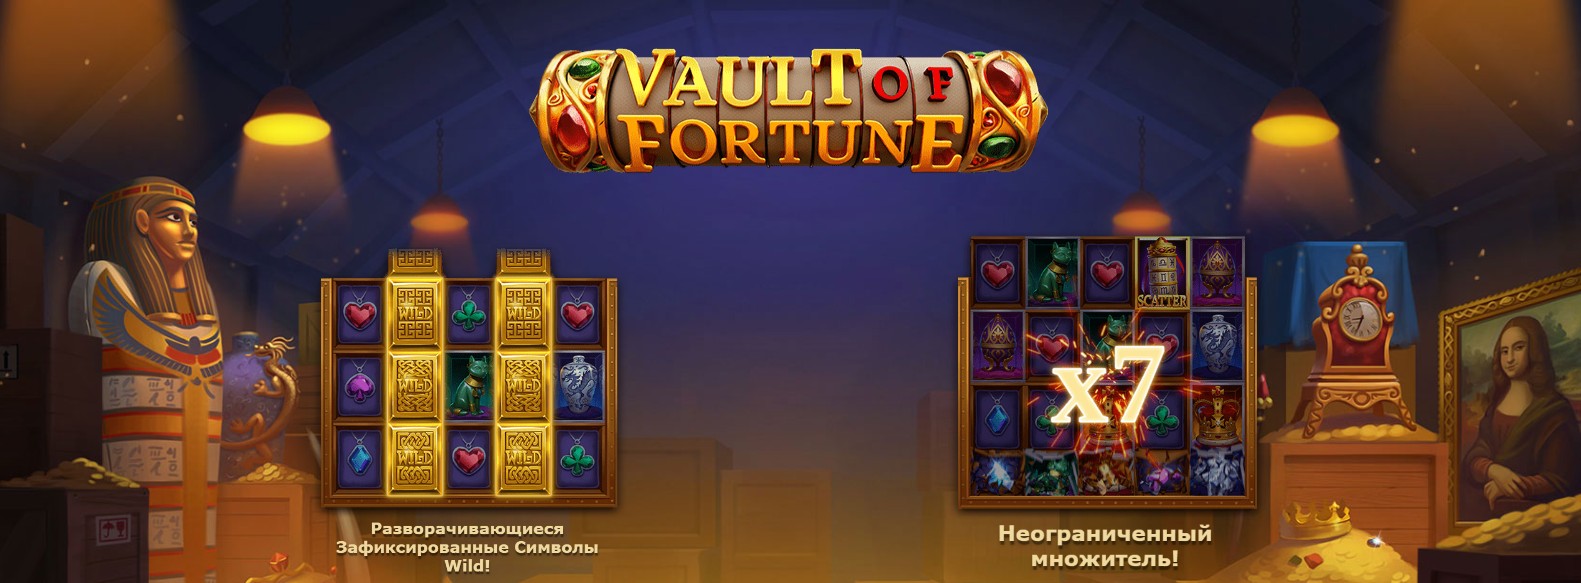 VAULT OF
FORTUNE
WILD WILD
SCATTER
WILD WILD
x7
WILD WILD
Разворачивающиеся
Зафиксированные Символы
Wild!
Неограниченный
множитель!